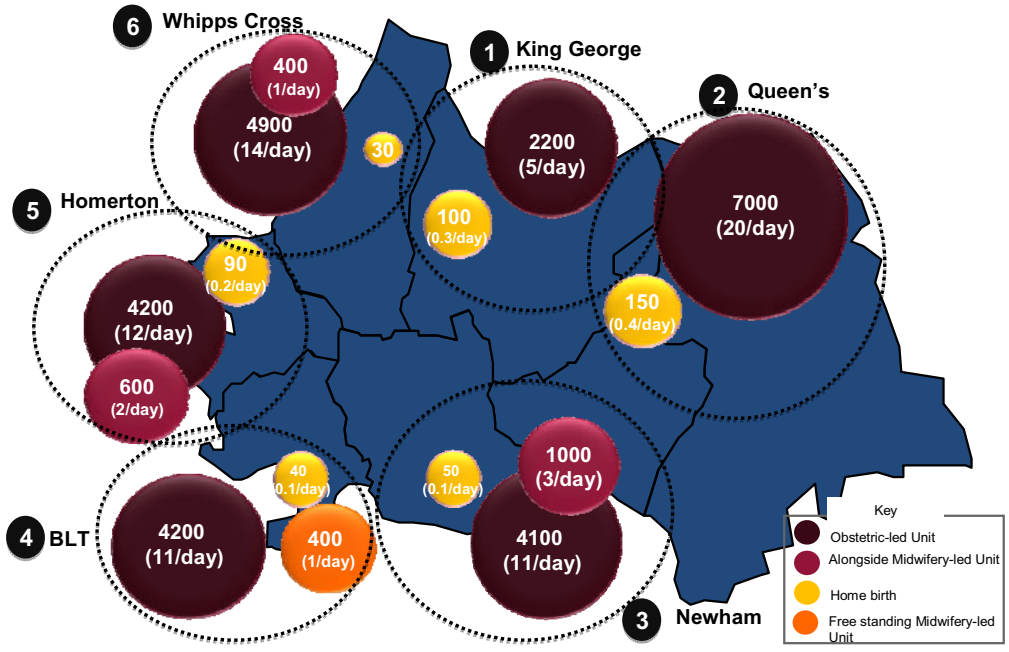 6
Whipps Cross
400
(1/day)
4900
(14/day)
30
1
King George
2200
(5/day)
100
(0.3/day)
2
Queen's
7000
(20/day)
150
(0.4/day)
5
Homerton
90
(0.2/day)
4200
(12/day)
600
(2/day)
4
BLT
40
(0.1/day)
4200
(11/day)
400
(1/day)
50
(0.1/day)
1000
(3/day)
4100
(11/day)
3
Newham
Key
Obstetric-led Unit
Alongside Midwifery-led Unit
Home birth
Free standing Midwifery-led
Unit